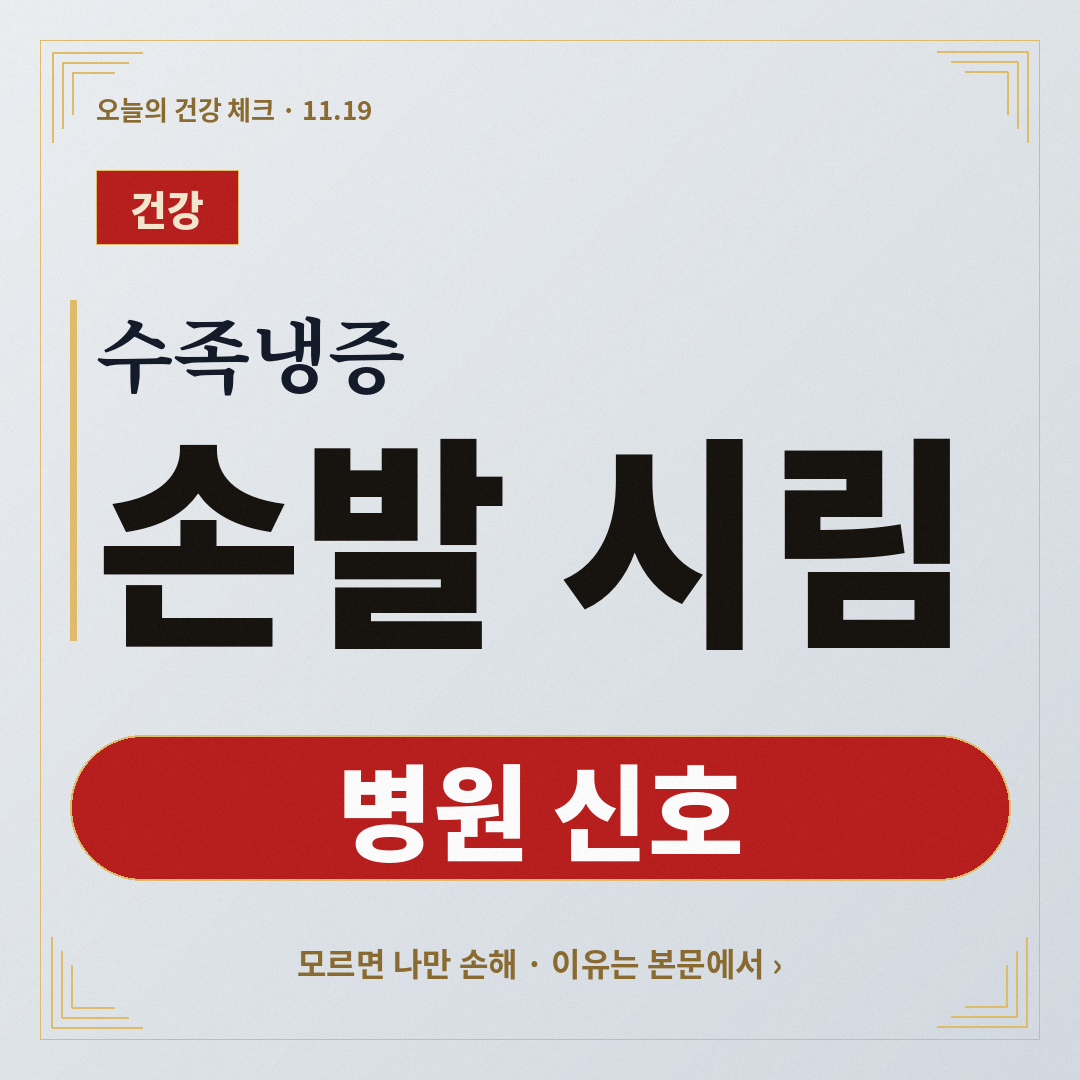 오늘의 건강 체크 · 11.19
건강
수족냉증
손발 시림
병원 신호
모르면 나만 손해 · 이유는 본문에서 ›